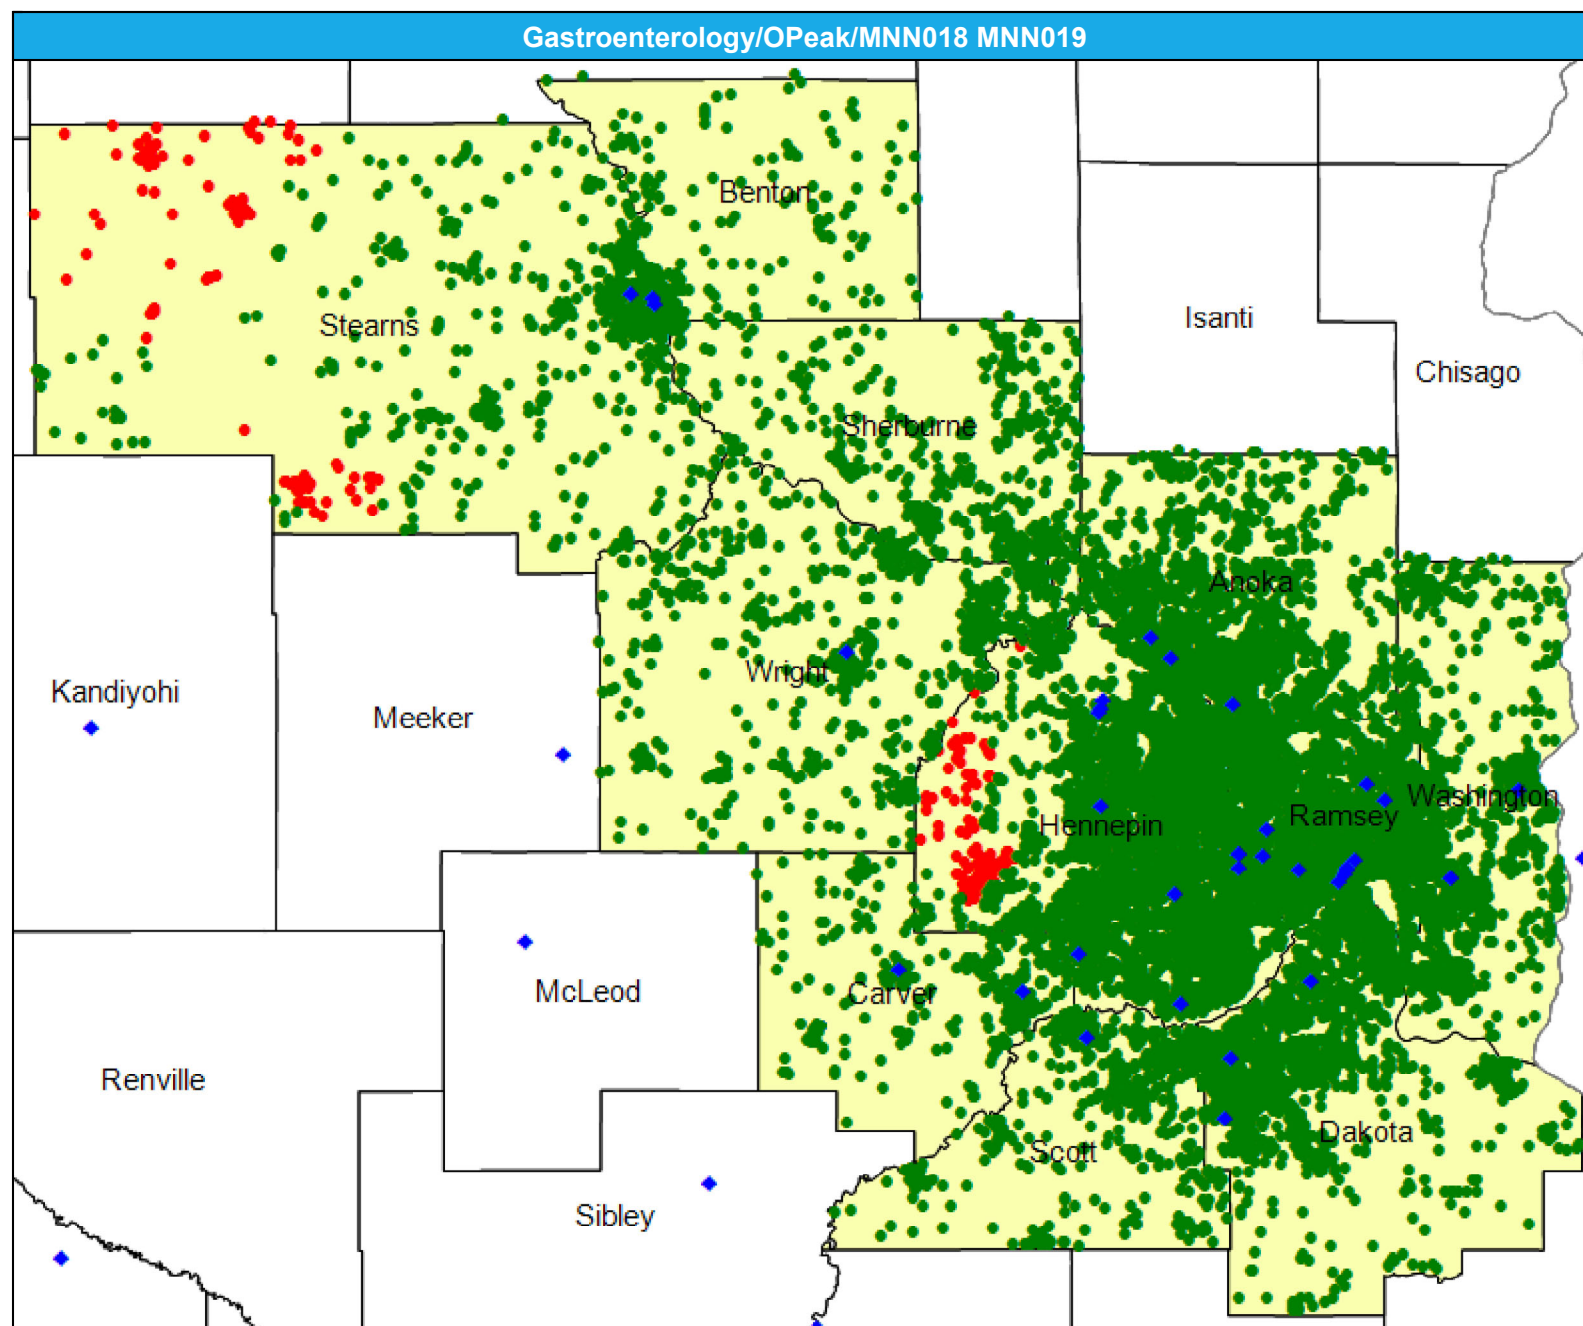 Gastroenterology/OPeak/MNN018 MNN019
Benton
Isanti
Stearns
Chisago
Sherburne
Anoka
Wright
Kandiyohi
Meeker
Washington
Ramsey
Hennepin
McLeod
Carver
Renville
Dakota
Scott
Sibley